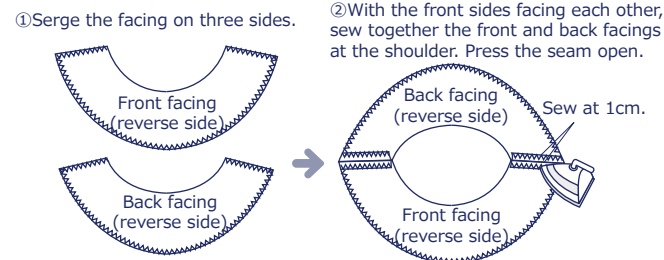 ①Serge the facing on three sides.
Front facing
(reverse side)
Back facing
(reverse side)
②With the front sides facing each other,
sew together the front and back facings
at the shoulder. Press the seam open.
Back facing
(reverse side)
Sew at 1cm.
Front facing
(reverse side)